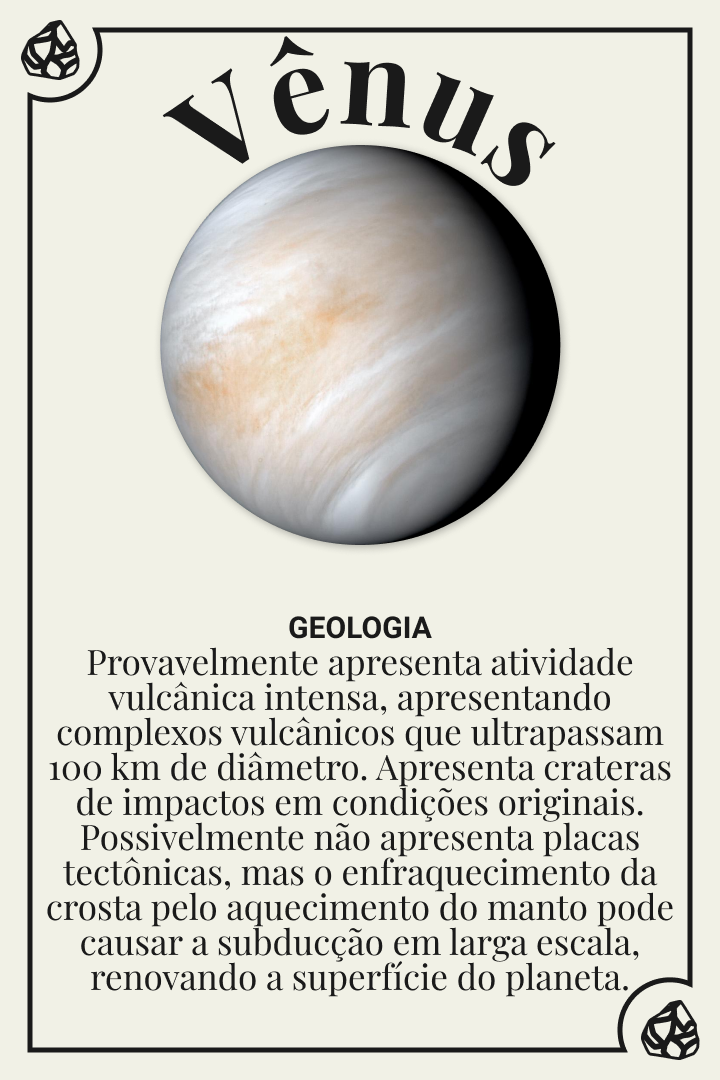 Vênus
GEOLOGIA
Provavelmente apresenta atividade
vulcânica intensa, apresentando
complexos vulcânicos que ultrapassam
100 km de diâmetro. Apresenta crateras
de impactos em condições originais.
Possivelmente não apresenta placas
tectônicas, mas o enfraquecimento da
crosta pelo aquecimento do manto pode
causar a subducção em larga escala,
renovando a superfície do planeta.